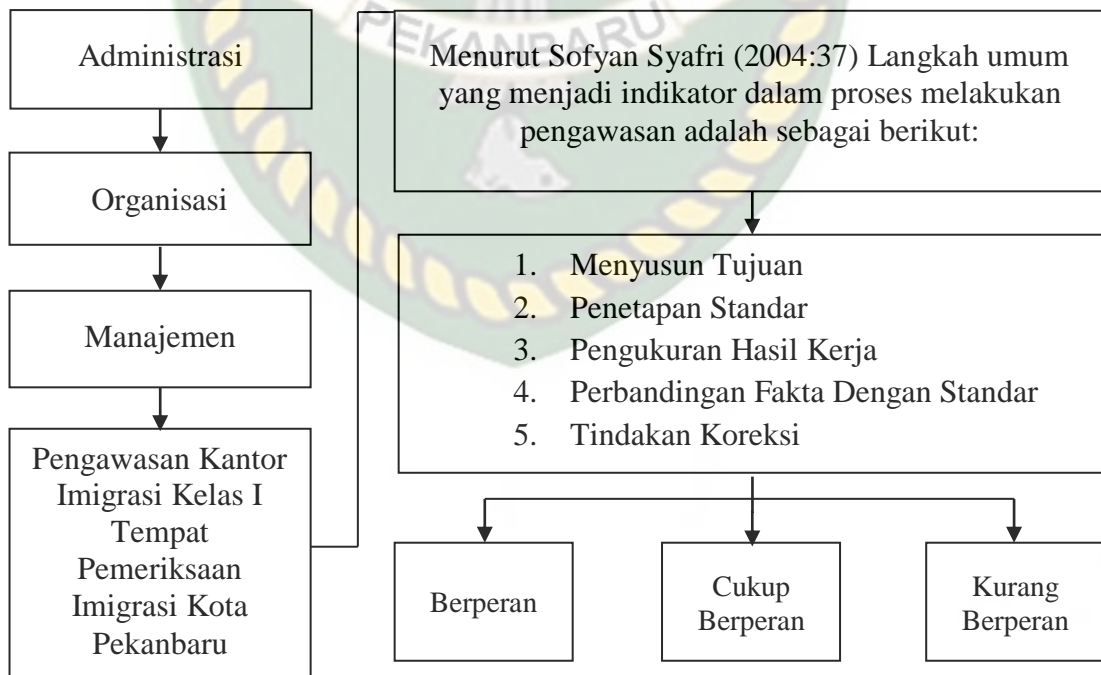 PEKANBARU
Administrasi
Organisasi
Manajemen
Pengawasan Kantor
Imigrasi Kelas I
Tempat
Pemeriksaan
Imigrasi Kota
Pekanbaru
Menurut Sofyan Syafri (2004:37) Langkah umum
yang menjadi indikator dalam proses melakukan
pengawasan adalah sebagai berikut:
1. Menyusun Tujuan
2. Penetapan Standar
3. Pengukuran Hasil Kerja
4. Perbandingan Fakta Dengan Standar
5. Tindakan Koreksi
Berperan
Cukup
Berperan
Kurang
Berperan